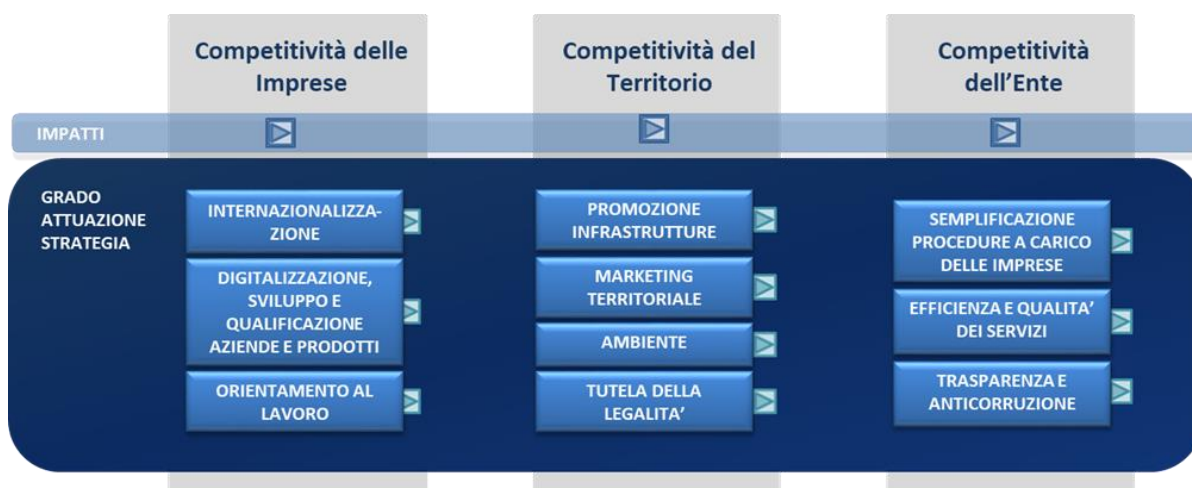 Competitività delle
Imprese
Competitività del
Territorio
Competitività
dell'Ente
IMPATTI
GRADO
ATTUAZIONE
STRATEGIA
INTERNAZIONALIZZA-
ZIONE
DIGITALIZZAZIONE,
SVILUPPO E
QUALIFICAZIONE
AZIENDE E PRODOTTI
ORIENTAMENTO AL
LAVORO
PROMOZIONE
INFRASTRUTTURE
MARKETING
TERRITORIALE
AMBIENTE
TUTELA DELLA
LEGALITA'
SEMPLIFICAZIONE
PROCEDURE A CARICO
DELLE IMPRESE
EFFICIENZA E QUALITA'
DEI SERVIZI
TRASPARENZA E
ANTICORRUZIONE